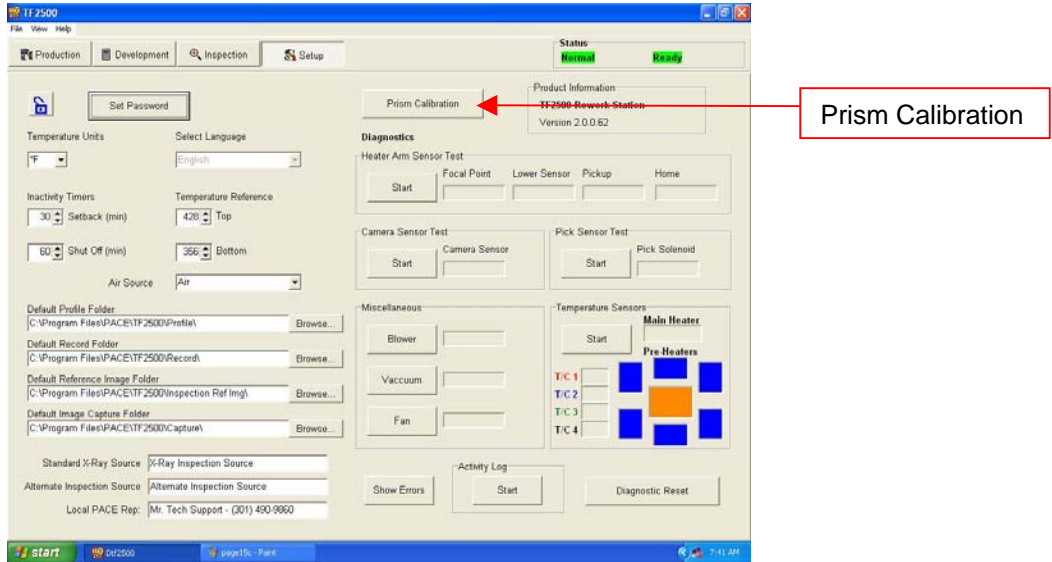 TF2500
File View Help
Production Development Inspection Setup
Status
Normal Ready
Set Password
Prism Calibration
Product Information
TF2500 Rework Station
Version 2.0.0.62
Prism Calibration
Temperature Units Select Language
°F English
Diagnostics
Heater Arm Sensor Test
Start Focal Point Lower Sensor Pickup Home
Inactivity Timers Temperature Reference
30 Setback (min) 428 Top
60 Shut Off (min) 366 Bottom
Air Source Air
Camera Sensor Test
Start Camera Sensor
Pick Sensor Test
Start Pick Solenoid
Default Profile Folder
C:\Program Files\PACE\TF2500\Profile\ Browse...
Default Record Folder
C:\Program Files\PACE\TF2500\Record\ Browse...
Default Reference Image Folder
C:\Program Files\PACE\TF2500\Inspection Ref Img\ Browse...
Default Image Capture Folder
C:\Program Files\PACE\TF2500\Capture\ Browse...
Miscellaneous
Blower
Vaccuum
Fan
Temperature Sensors
Start Main Heater
Pre-Heaters
T/C 1
T/C 2
T/C 3
T/C 4
Standard X-Ray Source X-Ray Inspection Source
Alternate Inspection Source Alternate Inspection Source
Local PACE Rep: Mr. Tech Support - (301) 490-9860
Show Errors
Activity Log
Start
Diagnostic Reset
start Dtf2500 page15c - Paint 7:41 AM